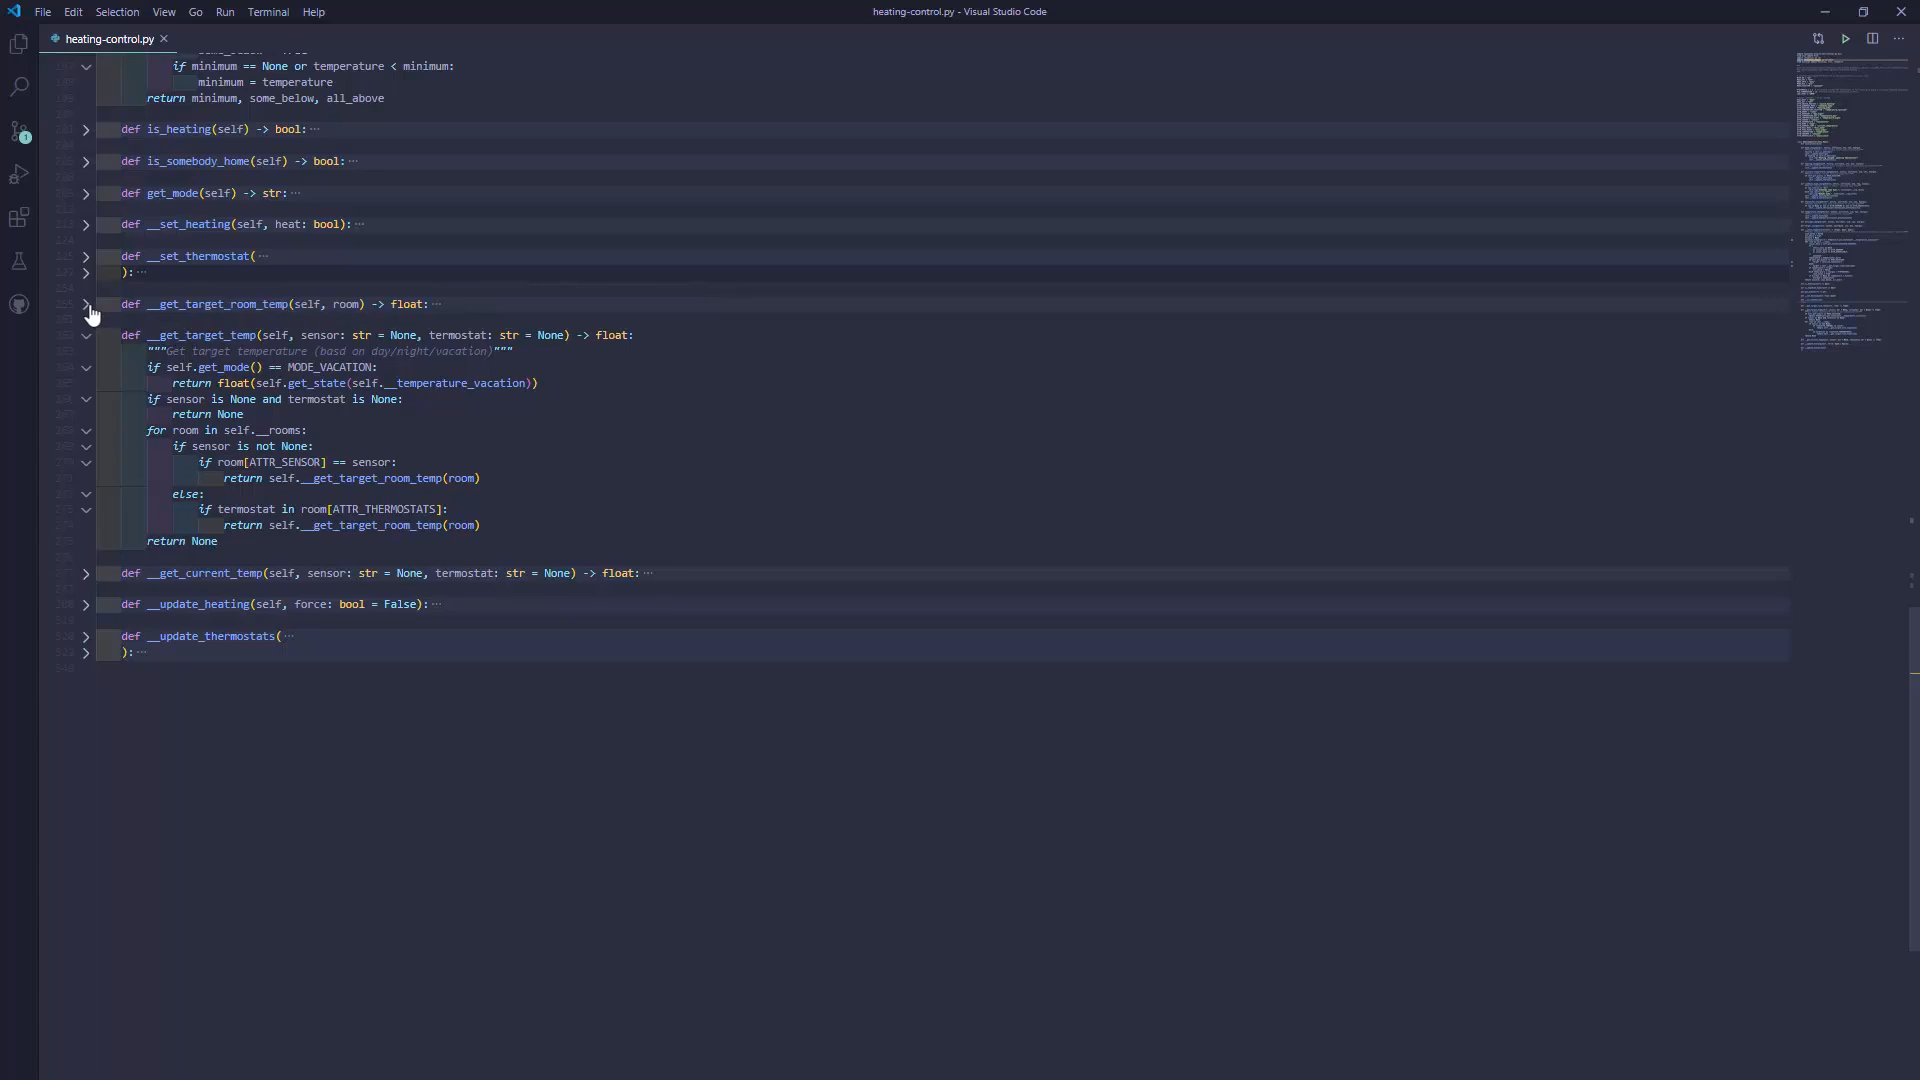 File Edit Selection View Go Run Terminal Help
heating-control.py - Visual Studio Code
heating-control.py
if minimum == None or temperature < minimum:
minimum = temperature
return minimum, some_below, all_above
def is_heating(self) -> bool:···
def is_somebody_home(self) -> bool:···
def get_mode(self) -> str:···
def __set_heating(self, heat: bool):···
def __set_thermostat(···
):···
def __get_target_room_temp(self, room) -> float:···
def __get_target_temp(self, sensor: str = None, termostat: str = None) -> float:
"""Get target temperature (basd on day/night/vacation)"""
if self.get_mode() == MODE_VACATION:
return float(self.get_state(self.__temperature_vacation))
if sensor is None and termostat is None:
return None
for room in self.__rooms:
if sensor is not None:
if room[ATTR_SENSOR] == sensor:
return self.__get_target_room_temp(room)
else:
if termostat in room[ATTR_THERMOSTATS]:
return self.__get_target_room_temp(room)
return None
def __get_current_temp(self, sensor: str = None, termostat: str = None) -> float:···
def __update_heating(self, force: bool = False):···
def __update_thermostats(···
):···